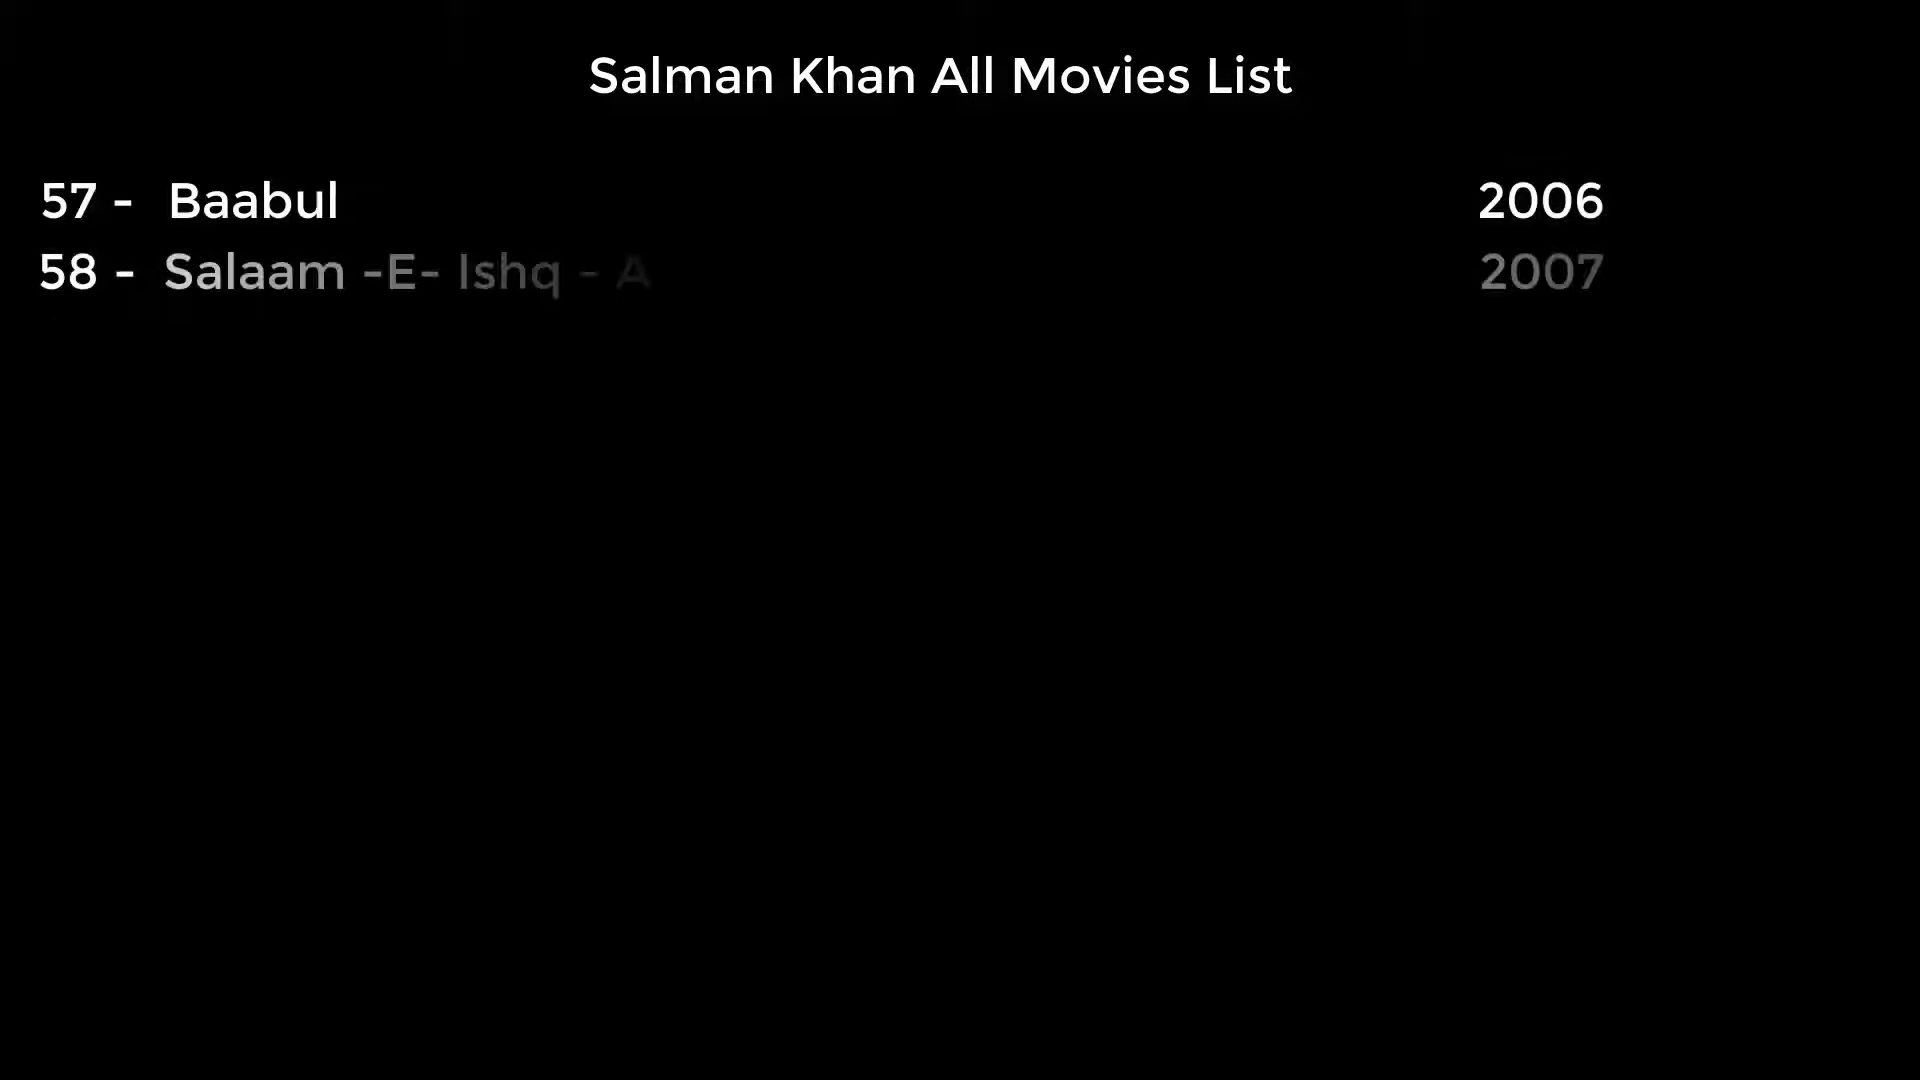 Salman Khan All Movies List
57 - Baabul 2006
58 - Salaam -E- Ishq - A 2007